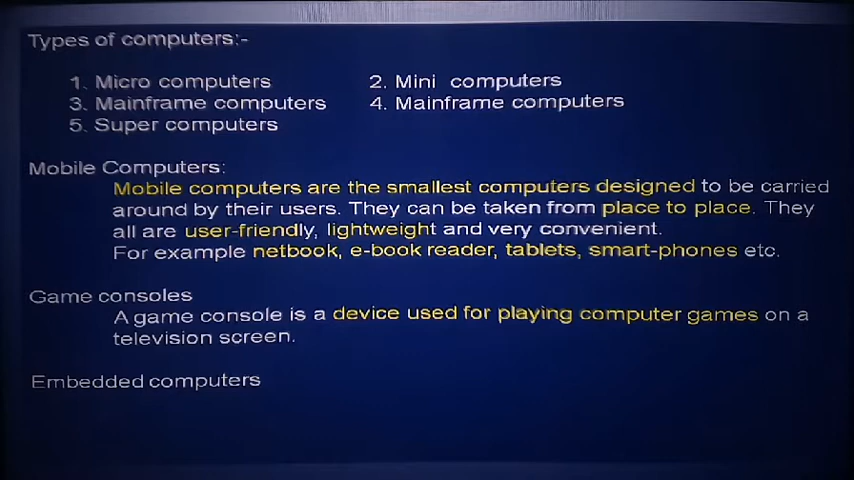 Types of computers:-
1. Micro computers 2. Mini computers
3. Mainframe computers 4. Mainframe computers
5. Super computers
Mobile Computers:
Mobile computers are the smallest computers designed to be carried
around by their users. They can be taken from place to place. They
all are user-friendly, lightweight and very convenient.
For example netbook, e-book reader, tablets, smart-phones etc.
Game consoles
A game console is a device used for playing computer games on a
television screen.
Embedded computers